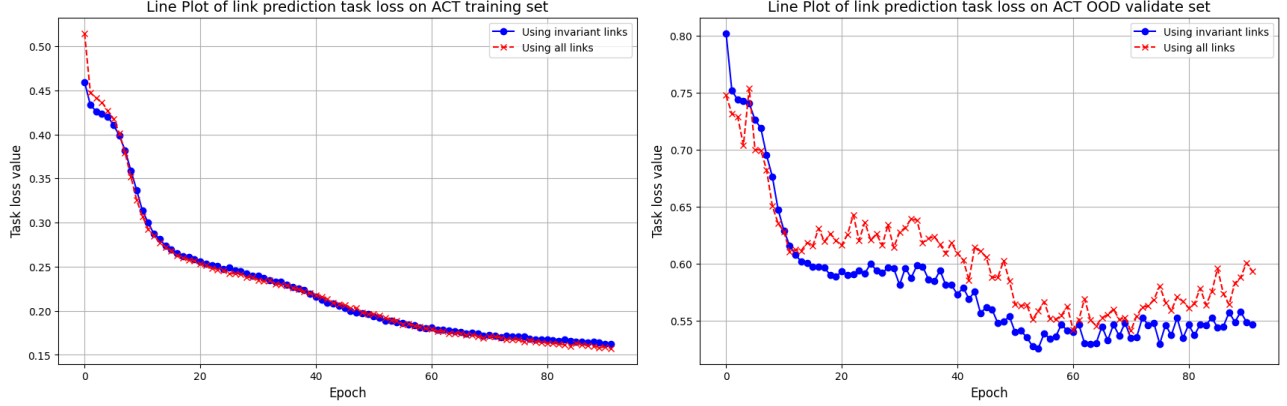 Line Plot of link prediction task loss on ACT training set
Using invariant links
Using all links
0.50
0.45
0.40
0.35
0.30
0.25
0.20
0.15
Task loss value
0
20
40
60
80
Epoch
Line Plot of link prediction task loss on ACT OOD validate set
Using invariant links
Using all links
0.80
0.75
0.70
0.65
0.60
0.55
Task loss value
0
20
40
60
80
Epoch